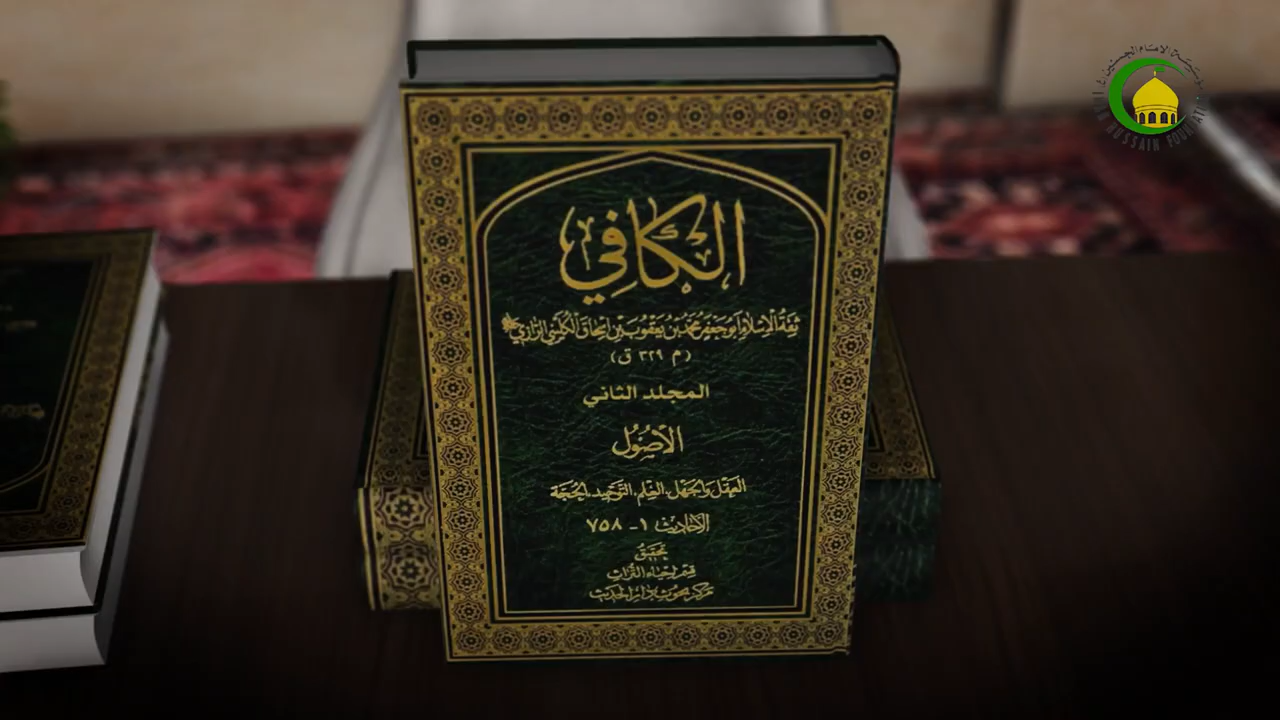 الكافي
ثقة الإسلام أبو جعفر محمد بن يعقوب بن إسحاق الكليني الرازي
(م ٣٢٩ ق)
المجلد الثاني
الأصول
العقل والجهل، العلم، التوحيد، الحجة
الأحاديث ١ - ٧٥٨
تحقيق
قسم إحياء التراث
مركز بحوث دار الحديث
HUSSAIN